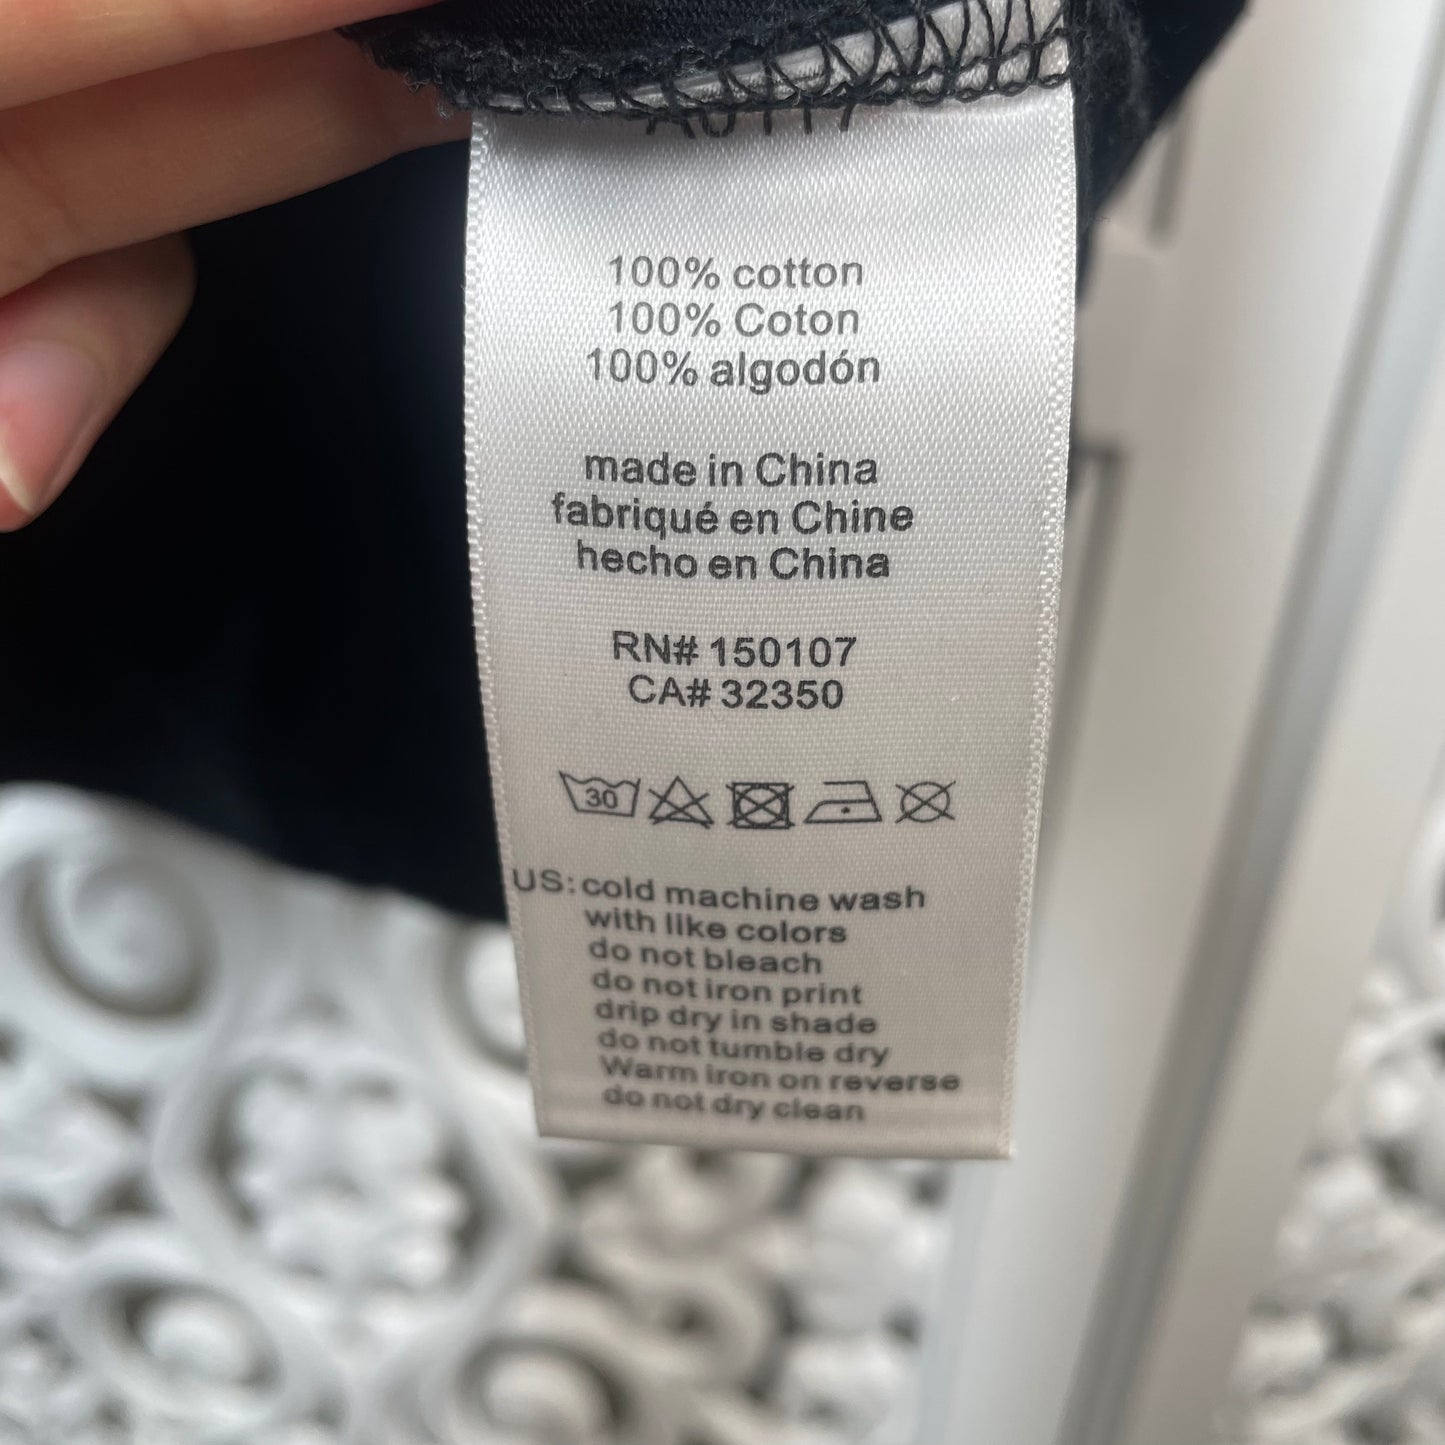 100% cotton
100% Coton
100% algodón
made in China
fabriqué en Chine
hecho en China
RN# 150107
CA# 32350
30
US: cold machine wash
with like colors
do not bleach
do not iron print
drip dry in shade
do not tumble dry
Warm iron on reverse
do not dry clean